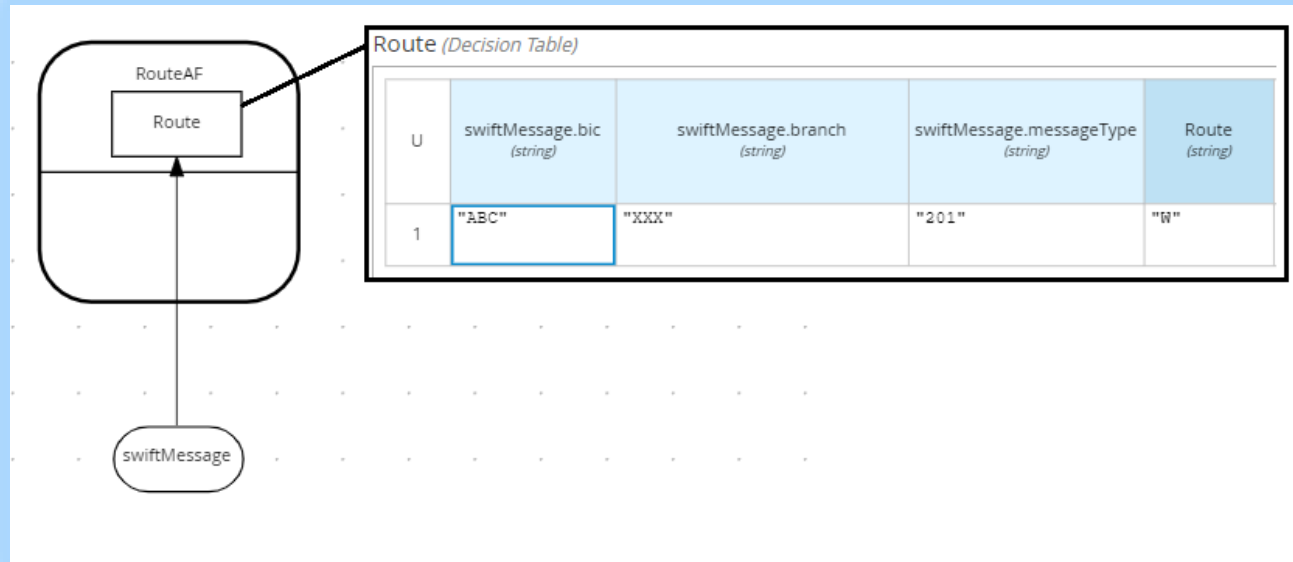 RouteAF
Route
swiftMessage
Route (Decision Table)
U
swiftMessage.bic
(string)
swiftMessage.branch
(string)
swiftMessage.messageType
(string)
Route
(string)
1
"ABC"
"XXX"
"201"
"W"